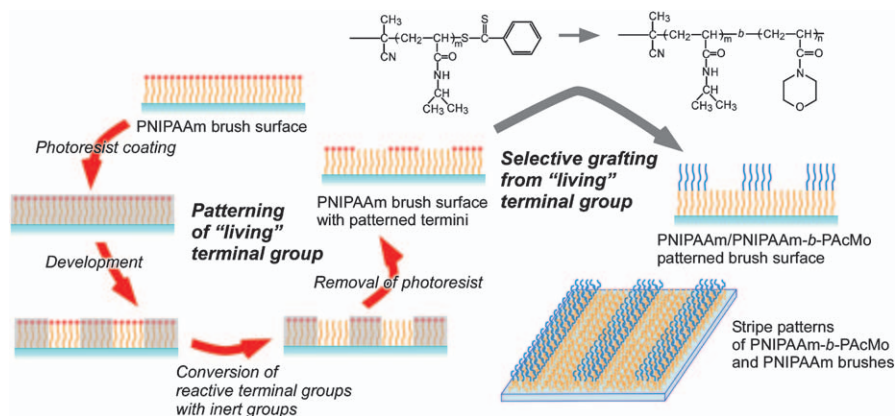 CH₃
S
C (CH₂ CH)m S C
CN
C=O
NH
CH
CH₃ CH₃
CH₃
C (CH₂ CH)m b (CH₂ CH)n
CN
C=O
C=O
NH
N
CH
O
CH₃ CH₃
PNIPAAm brush surface
Photoresist coating
Patterning
of “living”
terminal group
Development
Conversion of
reactive terminal groups
with inert groups
Removal of photoresist
PNIPAAm brush surface
with patterned termini
Selective grafting
from “living”
terminal group
PNIPAAm/PNIPAAm-b-PAcMo
patterned brush surface
Stripe patterns
of PNIPAAm-b-PAcMo
and PNIPAAm brushes